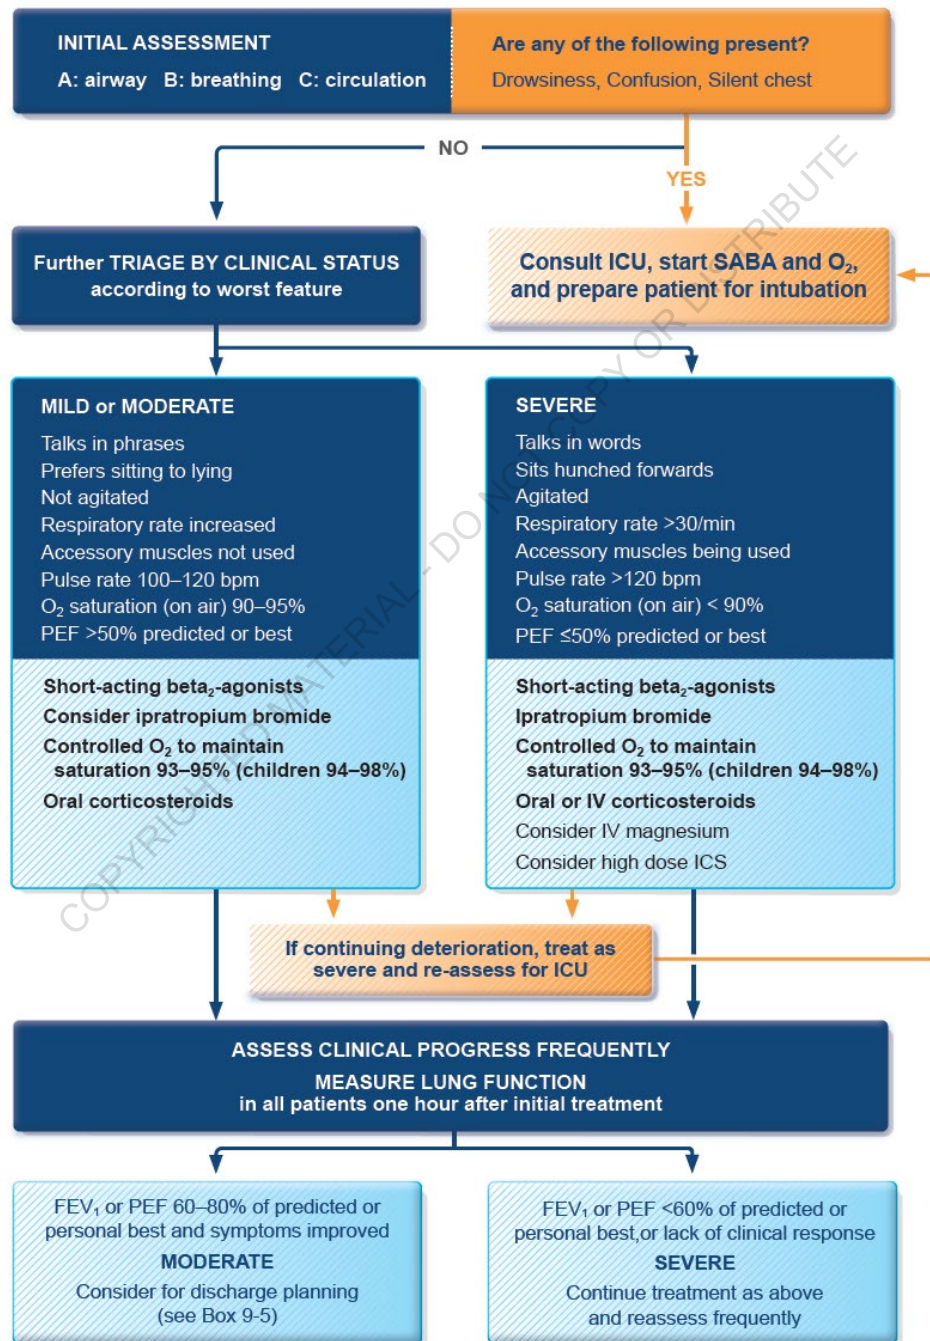 INITIAL ASSESSMENT
A: airway B: breathing C: circulation
Are any of the following present?
Drowsiness, Confusion, Silent chest
NO
YES
Further TRIAGE BY CLINICAL STATUS
according to worst feature
Consult ICU, start SABA and O₂,
and prepare patient for intubation
MILD or MODERATE
Talks in phrases
Prefers sitting to lying
Not agitated
Respiratory rate increased
Accessory muscles not used
Pulse rate 100–120 bpm
O₂ saturation (on air) 90–95%
PEF >50% predicted or best
Short-acting beta₂-agonists
Consider ipratropium bromide
Controlled O₂ to maintain
saturation 93–95% (children 94–98%)
Oral corticosteroids
SEVERE
Talks in words
Sits hunched forwards
Agitated
Respiratory rate >30/min
Accessory muscles being used
Pulse rate >120 bpm
O₂ saturation (on air) < 90%
PEF ≤50% predicted or best
Short-acting beta₂-agonists
Ipratropium bromide
Controlled O₂ to maintain
saturation 93–95% (children 94–98%)
Oral or IV corticosteroids
Consider IV magnesium
Consider high dose ICS
If continuing deterioration, treat as
severe and re-assess for ICU
ASSESS CLINICAL PROGRESS FREQUENTLY
MEASURE LUNG FUNCTION
in all patients one hour after initial treatment
FEV₁ or PEF 60–80% of predicted or
personal best and symptoms improved
MODERATE
Consider for discharge planning
(see Box 9-5)
FEV₁ or PEF <60% of predicted or
personal best,or lack of clinical response
SEVERE
Continue treatment as above
and reassess frequently
COPYRIGHTED MATERIAL - DO NOT COPY OR DISTRIBUTE